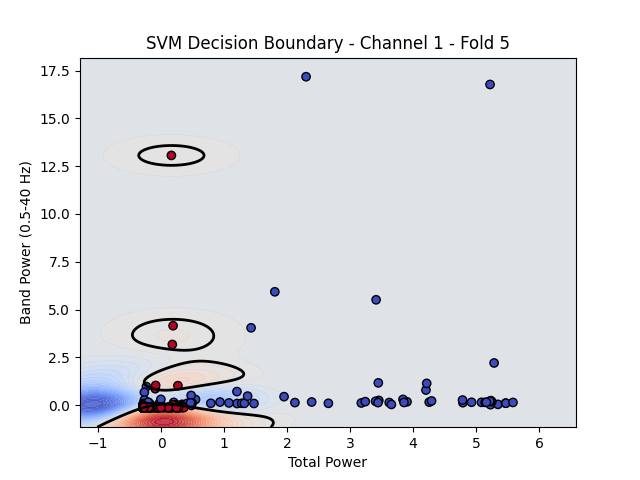 SVM Decision Boundary - Channel 1 - Fold 5
17.5
15.0
12.5
10.0
7.5
5.0
2.5
0.0
Band Power (0.5-40 Hz)
−1 0 1 2 3 4 5 6
Total Power